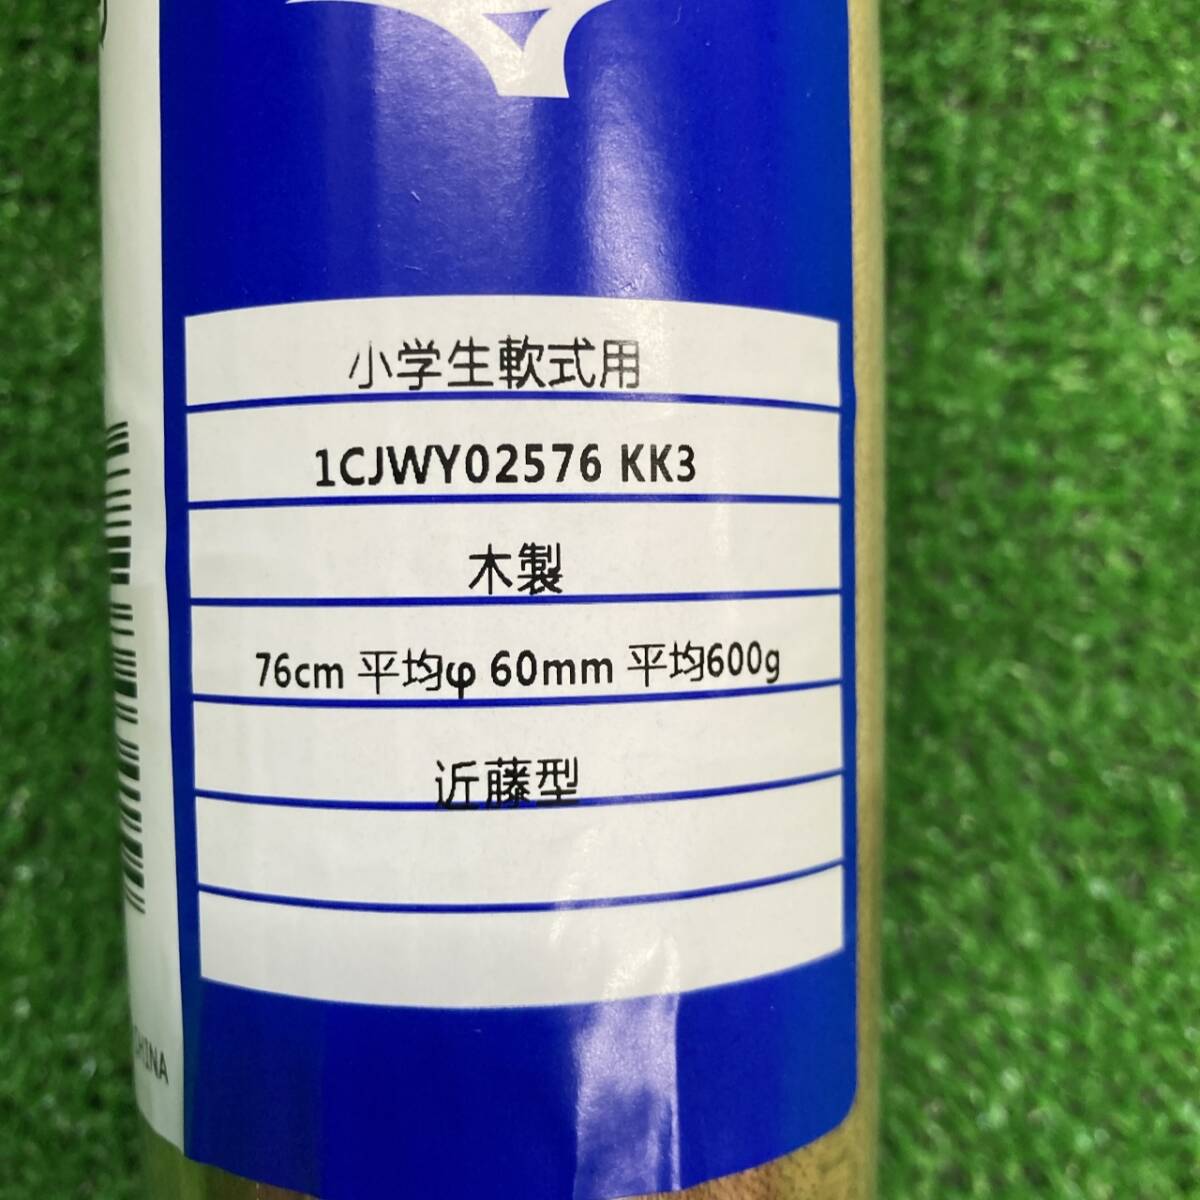 小学生軟式用
1CJWY02576 KK3
木製
76cm 平均φ 60mm 平均600g
近藤型